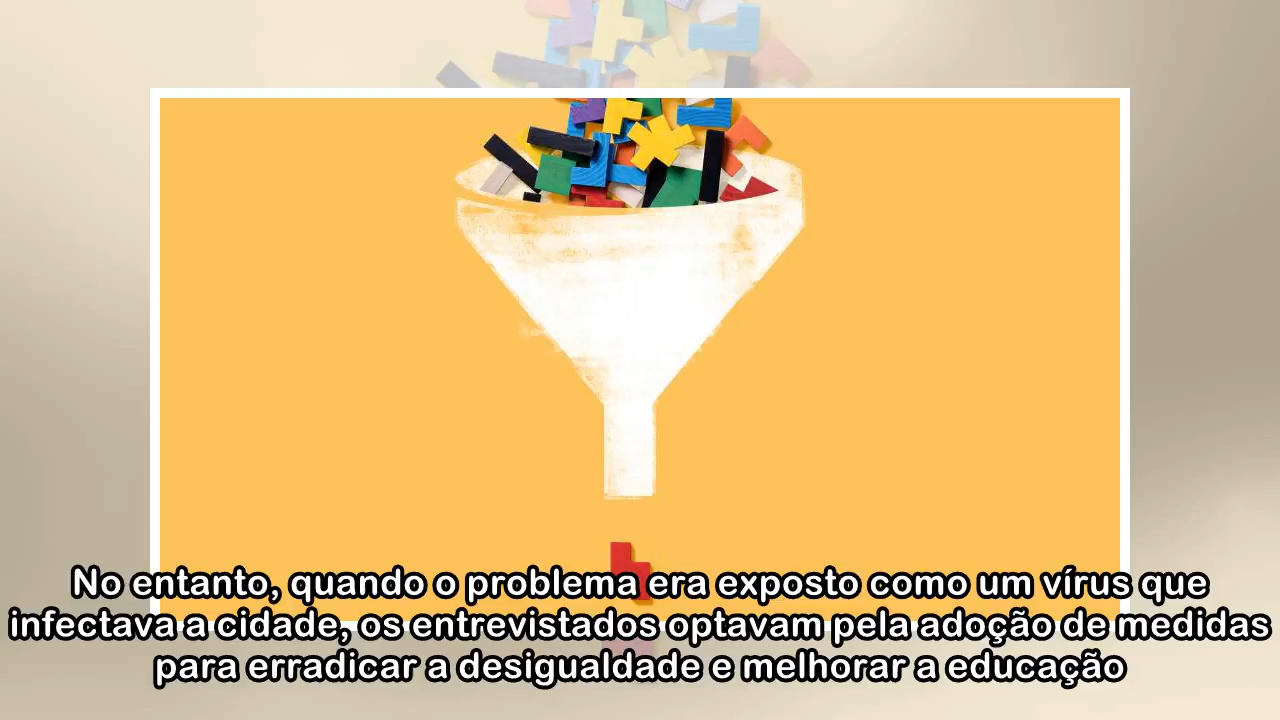 No entanto, quando o problema era exposto como um vírus que
infectava a cidade, os entrevistados optavam pela adoção de medidas
para erradicar a desigualdade e melhorar a educação